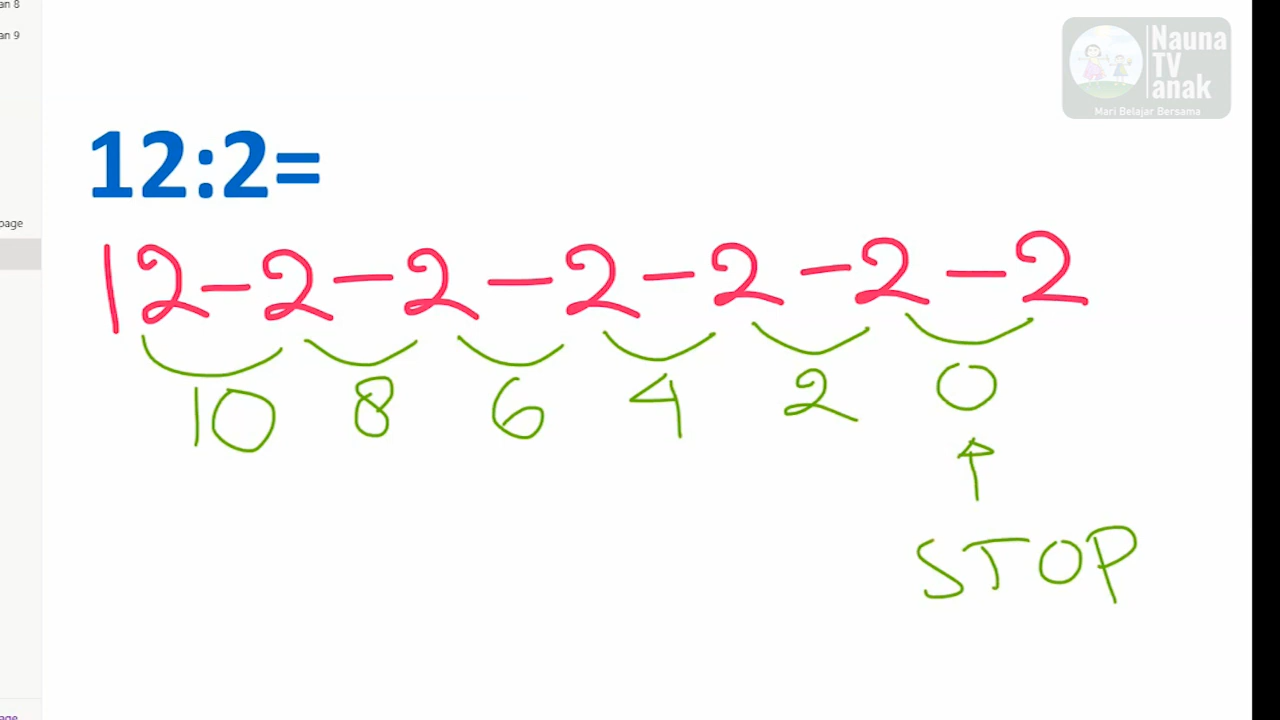 an 8
an 9
Nauna
TV
anak
Mari Belajar Bersama
12:2=
page
12-2-2-2-2-2-2
10 8 6 4 2 0
STOP
age